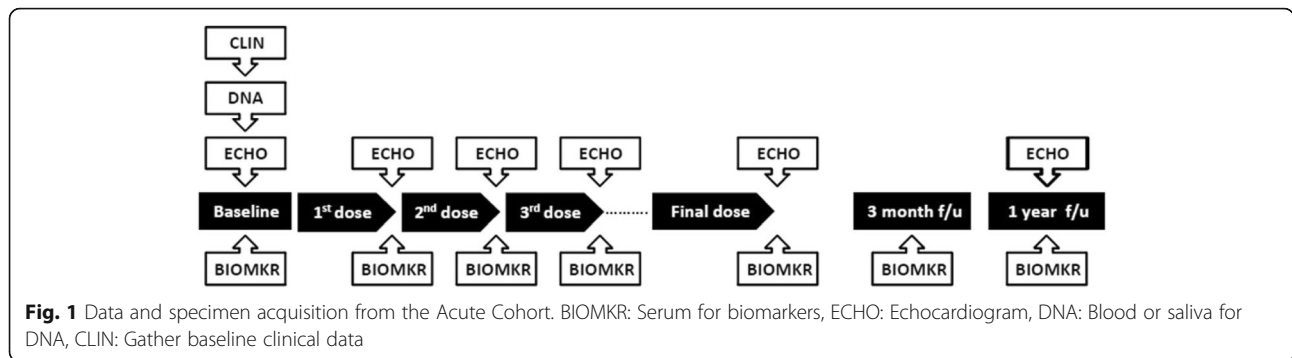 CLIN
DNA
ECHO ECHO ECHO ECHO ECHO ECHO
Baseline 1st dose 2nd dose 3rd dose .......... Final dose 3 month f/u 1 year f/u
BIOMKR BIOMKR BIOMKR BIOMKR BIOMKR BIOMKR BIOMKR
Fig. 1 Data and specimen acquisition from the Acute Cohort. BIOMKR: Serum for biomarkers, ECHO: Echocardiogram, DNA: Blood or saliva for
DNA, CLIN: Gather baseline clinical data